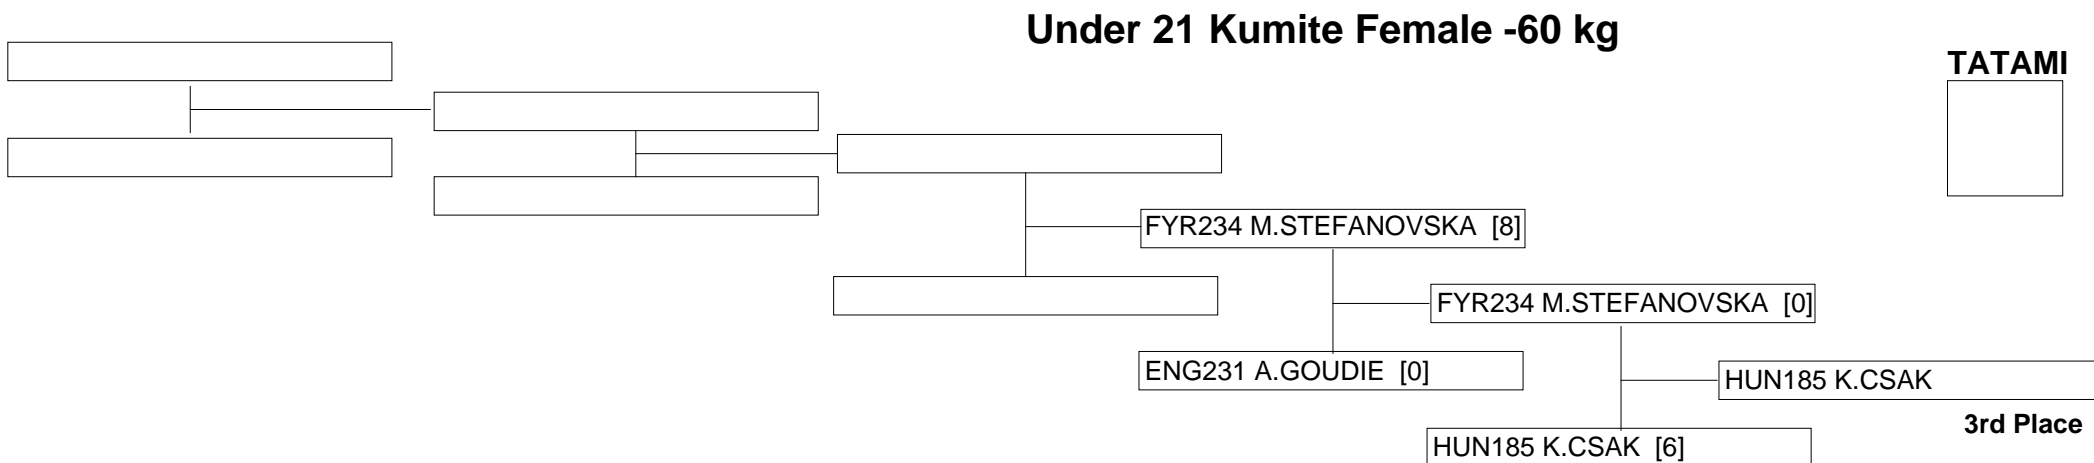 Under 21 Kumite Female -60 kg
TATAMI
FYR234 M.STEFANOVSKA [8]
FYR234 M.STEFANOVSKA [0]
ENG231 A.GOUDIE [0]
HUN185 K.CSAK
3rd Place
HUN185 K.CSAK [6]